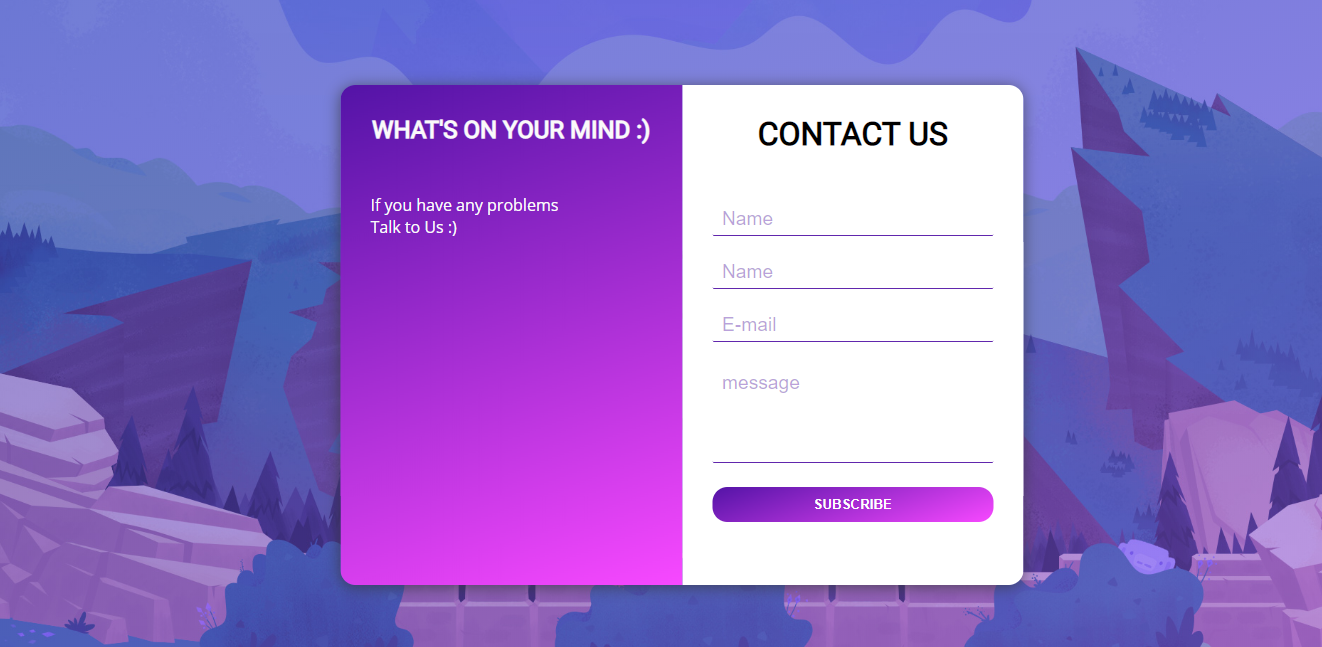 WHAT'S ON YOUR MIND :)
If you have any problems
Talk to Us :)
CONTACT US
Name
Name
E-mail
message
SUBSCRIBE